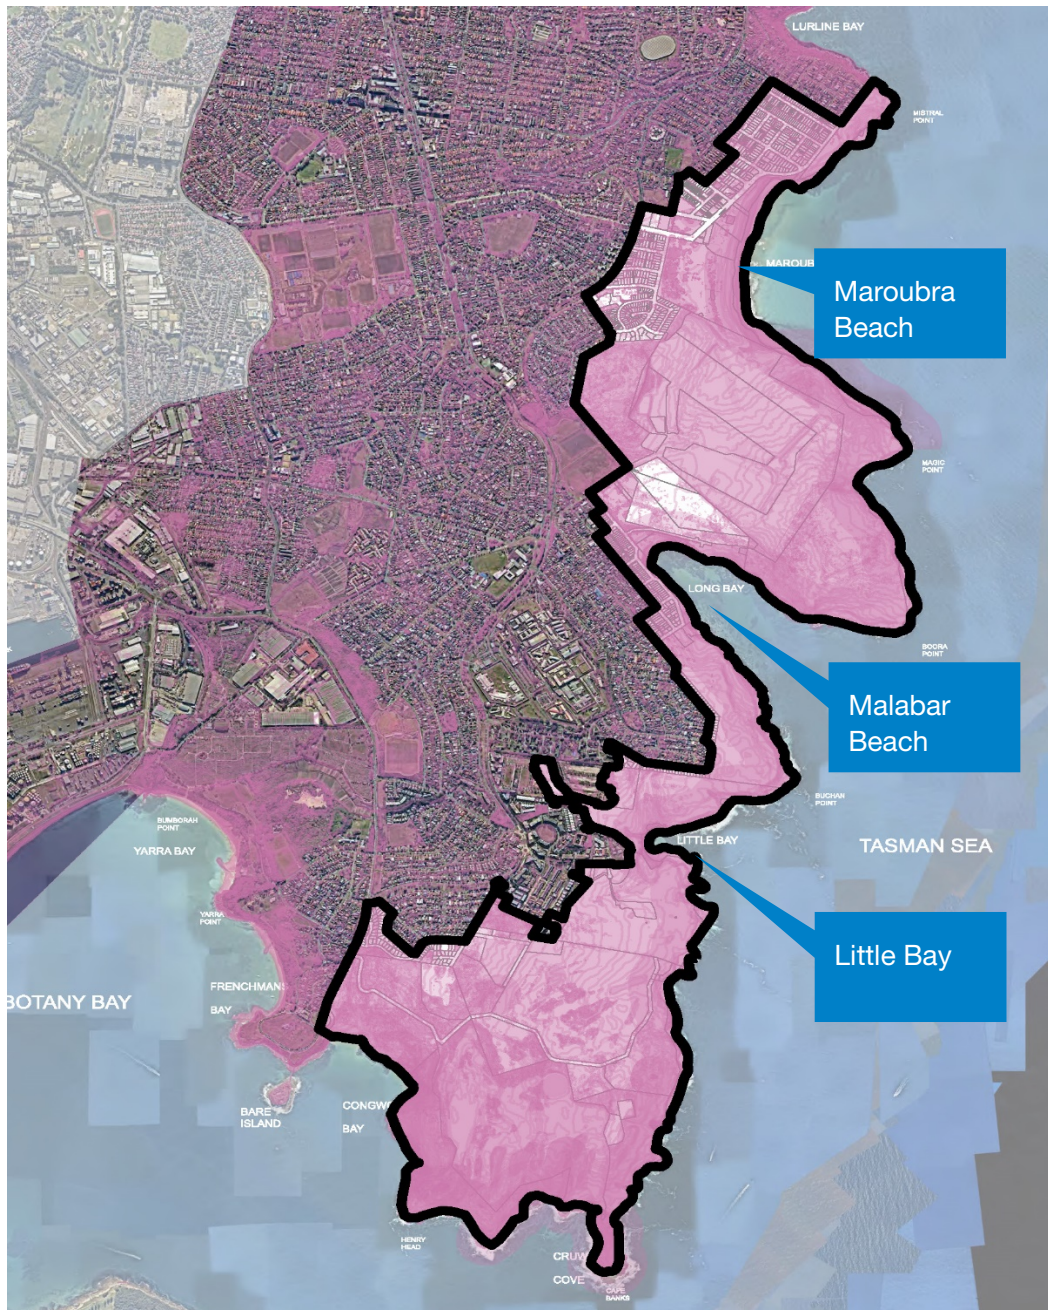 LURLINE BAY
MISTRAL
POINT
MAROUB
Maroubra
Beach
MAGIC
POINT
LONG BAY
BOORA
POINT
Malabar
Beach
BUCHAN
POINT
BUMBORAH
POINT
YARRA BAY
LITTLE BAY
TASMAN SEA
YARRA
POINT
Little Bay
FRENCHMANS
BAY
BOTANY BAY
BARE
ISLAND
CONGW
BAY
HENRY
HEAD
CRUW
COVE
CAPE
BANKS